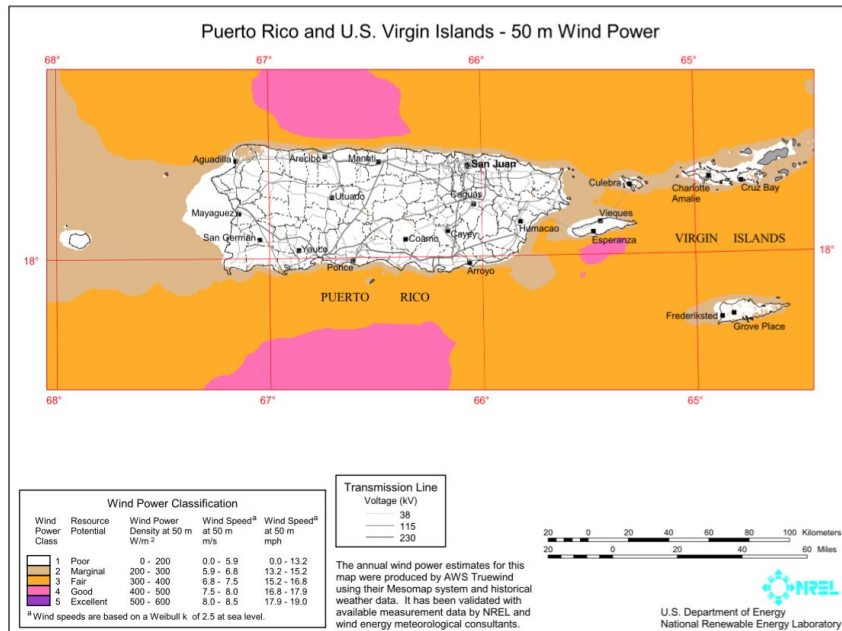 Puerto Rico and U.S. Virgin Islands - 50 m Wind Power
68° 67° 66° 65°
Aguadilla
Arecibo
Manati
San Juan
Utuado
Caguas
Culebra
Charlotte
Amalie
Cruz Bay
Mayaguez
Vieques
San German
Yauco
Coamo
Cayey
Humacao
Esperanza
VIRGIN ISLANDS
18° 18°
Ponce
Arroyo
PUERTO RICO
Frederiksted
Grove Place
68° 67° 66° 65°
Wind Power Classification
Wind Power Class
Resource Potential
Wind Power Density at 50 m W/m 2
Wind Speed a at 50 m m/s
Wind Speed a at 50 m mph
1 Poor 0 - 200 0.0 - 5.9 0.0 - 13.2
2 Marginal 200 - 300 5.9 - 6.8 13.2 - 15.2
3 Fair 300 - 400 6.8 - 7.5 15.2 - 16.8
4 Good 400 - 500 7.5 - 8.0 16.8 - 17.9
5 Excellent 500 - 600 8.0 - 8.5 17.9 - 19.0
a Wind speeds are based on a Weibull k of 2.5 at sea level.
Transmission Line
Voltage (kV)
38
115
230
The annual wind power estimates for this
map were produced by AWS Truewind
using their Mesomap system and historical
weather data. It has been validated with
available measurement data by NREL and
wind energy meteorological consultants.
20 0 20 40 60 80 100 Kilometers
20 0 20 40 60 Miles
NREL
U.S. Department of Energy
National Renewable Energy Laboratory